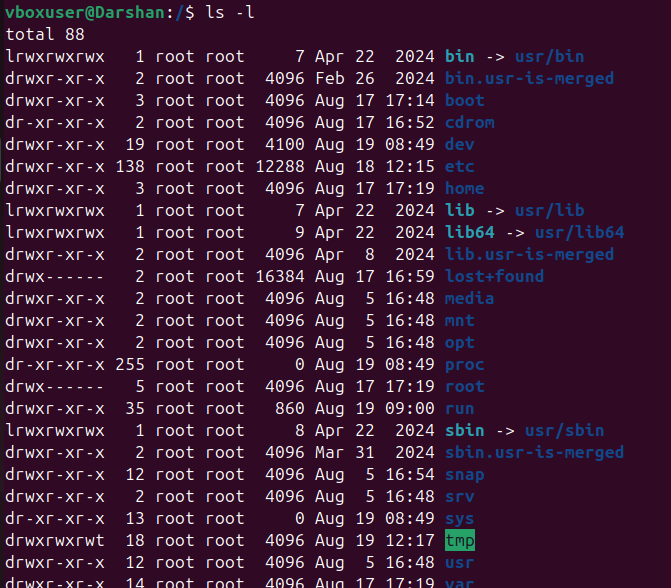 vboxuser@Darshan:/$ ls -l
total 88
lrwxrwxrwx   1 root root     7 Apr 22  2024 bin -> usr/bin
drwxr-xr-x   2 root root  4096 Feb 26  2024 bin.usr-is-merged
drwxr-xr-x   3 root root  4096 Aug 17 17:14 boot
dr-xr-xr-x   2 root root  4096 Aug 17 16:52 cdrom
drwxr-xr-x  19 root root  4100 Aug 19 08:49 dev
drwxr-xr-x 138 root root 12288 Aug 18 12:15 etc
drwxr-xr-x   3 root root  4096 Aug 17 17:19 home
lrwxrwxrwx   1 root root     7 Apr 22  2024 lib -> usr/lib
lrwxrwxrwx   1 root root     9 Apr 22  2024 lib64 -> usr/lib64
drwxr-xr-x   2 root root  4096 Apr  8  2024 lib.usr-is-merged
drwx------   2 root root 16384 Aug 17 16:59 lost+found
drwxr-xr-x   2 root root  4096 Aug  5 16:48 media
drwxr-xr-x   2 root root  4096 Aug  5 16:48 mnt
drwxr-xr-x   2 root root  4096 Aug  5 16:48 opt
dr-xr-xr-x 255 root root     0 Aug 19 08:49 proc
drwx------   5 root root  4096 Aug 17 17:19 root
drwxr-xr-x  35 root root   860 Aug 19 09:00 run
lrwxrwxrwx   1 root root     8 Apr 22  2024 sbin -> usr/sbin
drwxr-xr-x   2 root root  4096 Mar 31  2024 sbin.usr-is-merged
drwxr-xr-x  12 root root  4096 Aug  5 16:54 snap
drwxr-xr-x   2 root root  4096 Aug  5 16:48 srv
dr-xr-xr-x  13 root root     0 Aug 19 08:49 sys
drwxrwxrwt  18 root root  4096 Aug 19 12:17 tmp
drwxr-xr-x  12 root root  4096 Aug  5 16:48 usr
drwxr-xr-x  14 root root  4096 Aug 17 17:19 var